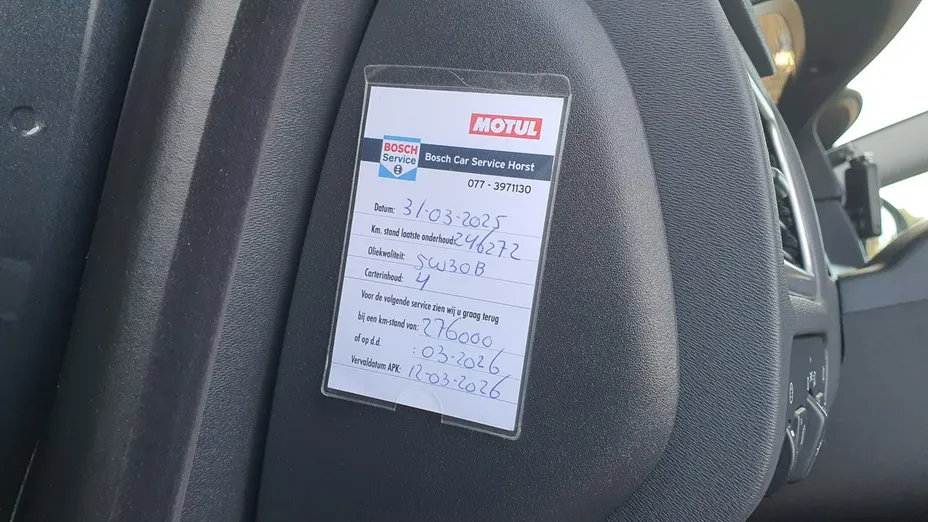 MOTUL
BOSCH
Service
Bosch Car Service Horst
077 - 3971130
Datum: 31-03-2025
Km. stand laatste onderhoud: 246272
Oliekwaliteit: 5W30B
Carterinhoud: 4
Voor de volgende service zien wij u graag terug
bij een km-stand van: 276000
of op d.d. : 03-2026
Vervaldatum APK: 12-03-2026